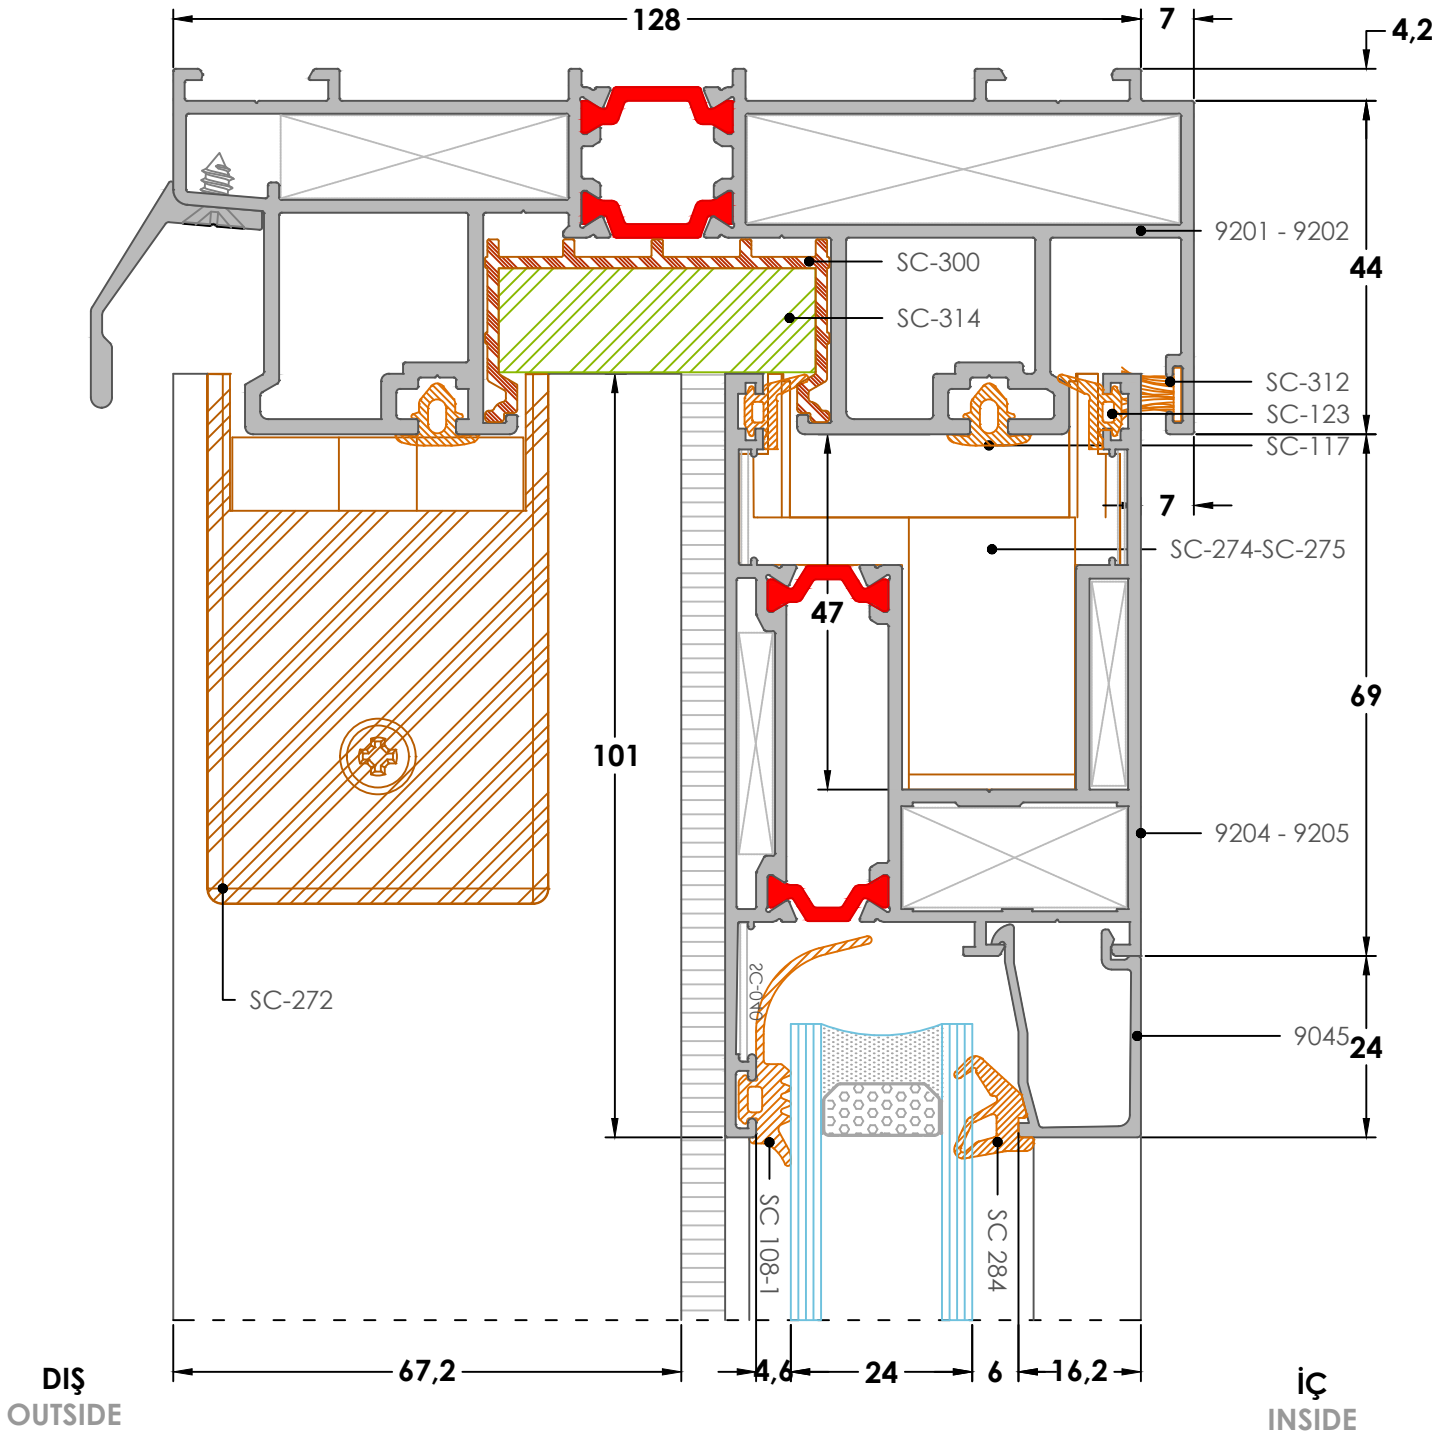 128
7
4,2
9201 - 9202
SC-300
44
SC-314
SC-312
SC-123
SC-117
7
SC-274-SC-275
47
69
101
9204 - 9205
SC-272
SC-040
9045
24
SC 108-1
SC 284
67,2
4,6
24
6
16,2
DIŞ
OUTSIDE
İÇ
INSIDE